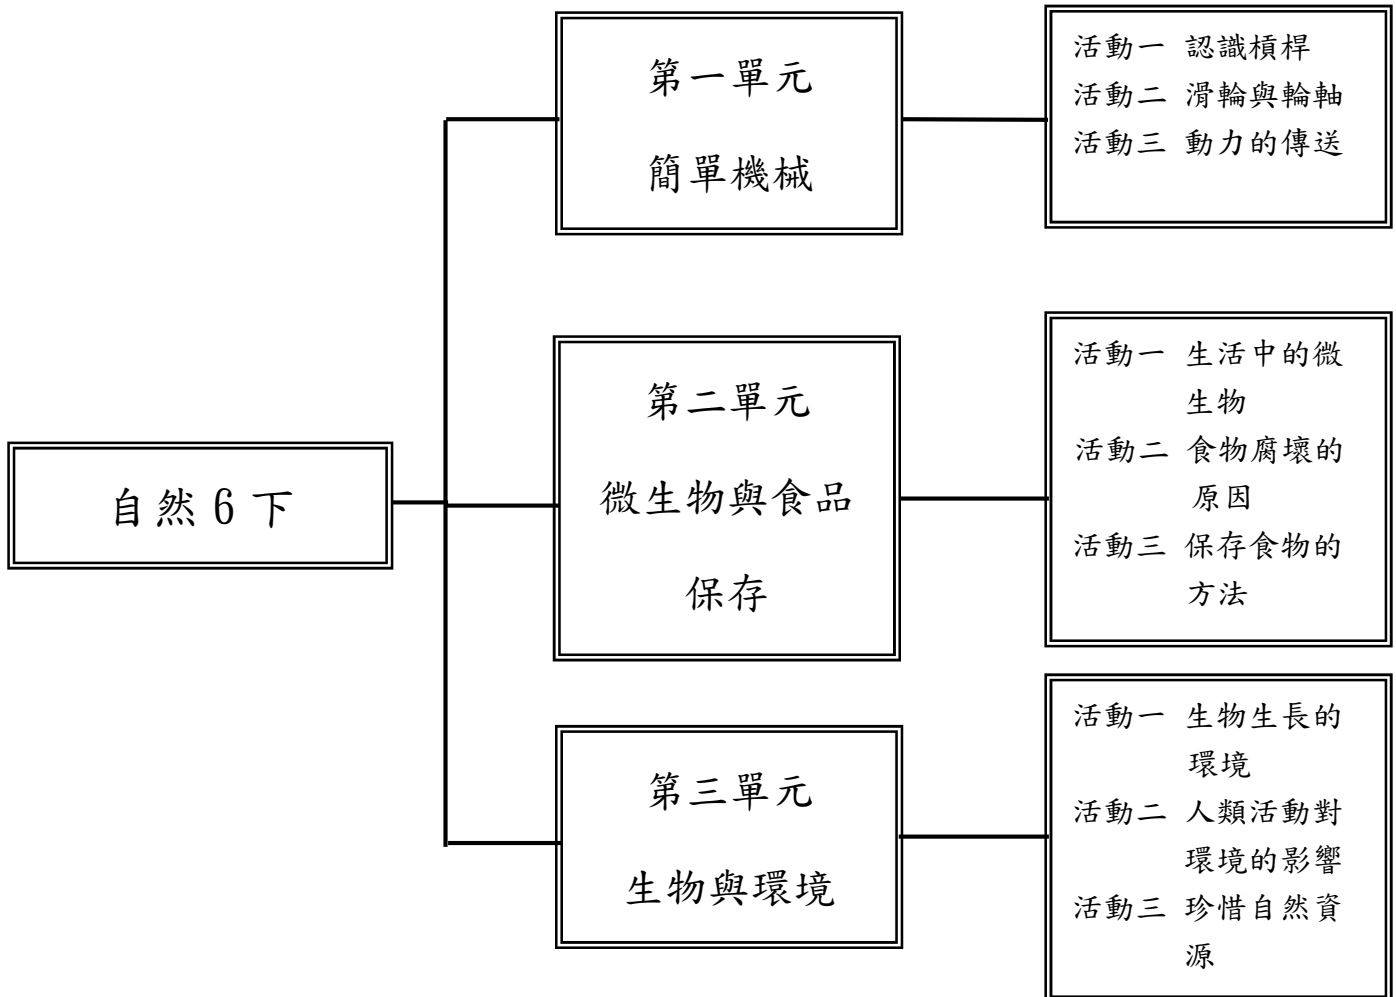 自然 6 下
第一單元
簡單機械
活動一 認識槓桿
活動二 滑輪與輪軸
活動三 動力的傳送
第二單元
微生物與食品
保存
活動一 生活中的微
生物
活動二 食物腐壞的
原因
活動三 保存食物的
方法
第三單元
生物與環境
活動一 生物生長的
環境
活動二 人類活動對
環境的影響
活動三 珍惜自然資
源